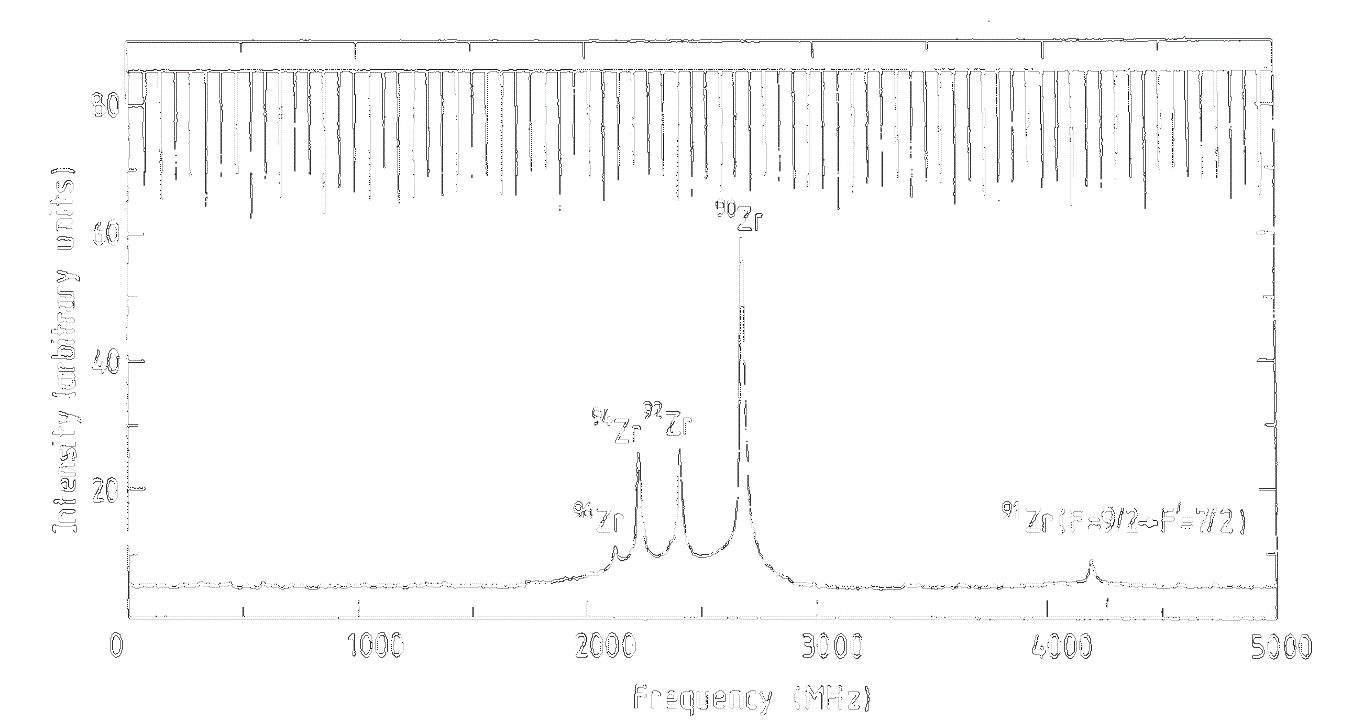 80
⁹⁰Zr
60
Intensity (arbitrary units)
40
⁹⁴Zr ⁹²Zr
20
⁹⁶Zr
⁹¹Zr (F=9/2→F'=7/2)
0 1000 2000 3000 4000 5000
Frequency (MHz)